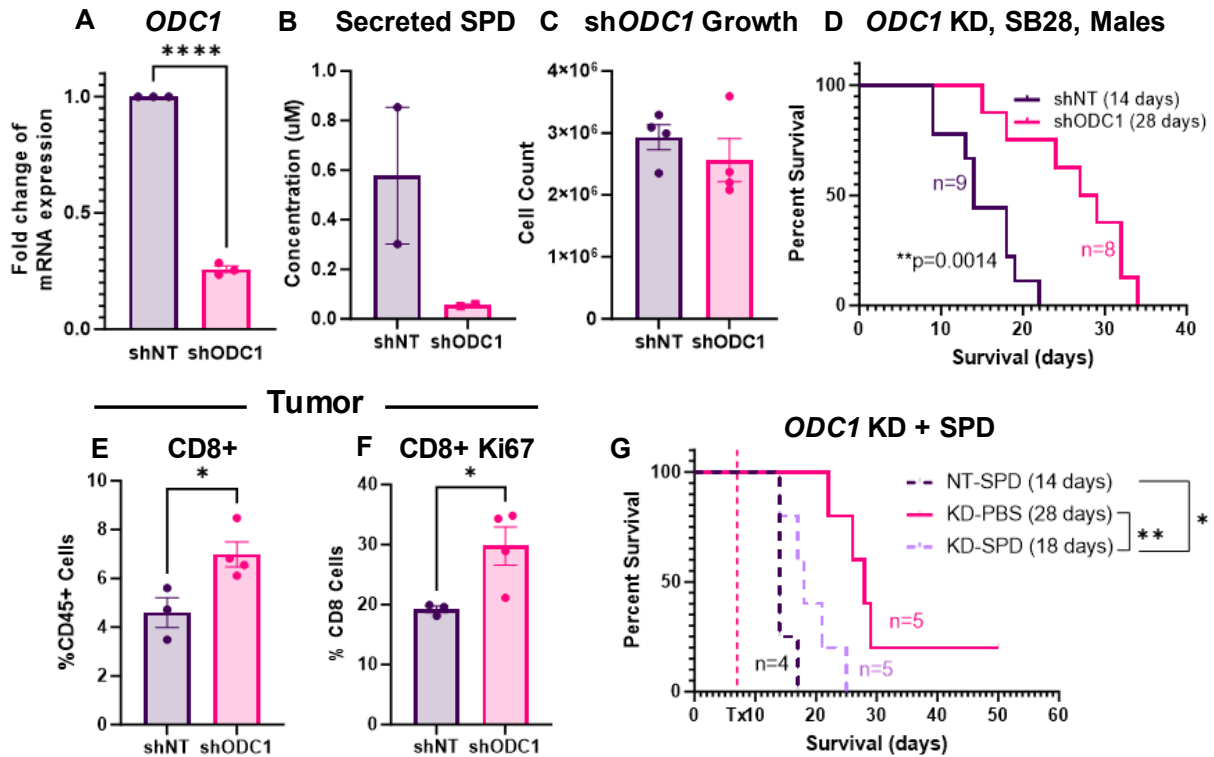 A ODC1
****
Fold change of
mRNA expression
1.0
0.5
0.0
shNT shODC1
B Secreted SPD
Concentration (uM)
1.0
0.8
0.6
0.4
0.2
0.0
shNT shODC1
C shODC1 Growth
Cell Count
4×10⁶
3×10⁶
2×10⁶
1×10⁶
0
shNT shODC1
D ODC1 KD, SB28, Males
Percent Survival
100
50
0
shNT (14 days)
shODC1 (28 days)
n=9
**p=0.0014
n=8
0 10 20 30 40
Survival (days)
Tumor
E CD8+
*
%CD45+ Cells
10
8
6
4
2
0
shNT shODC1
F CD8+ Ki67
*
% CD8 Cells
40
30
20
10
0
shNT shODC1
G ODC1 KD + SPD
Percent Survival
100
50
0
NT-SPD (14 days)
KD-PBS (28 days)
KD-SPD (18 days)
**
*
n=4
n=5
n=5
0 Tx10 20 30 40 50 60
Survival (days)